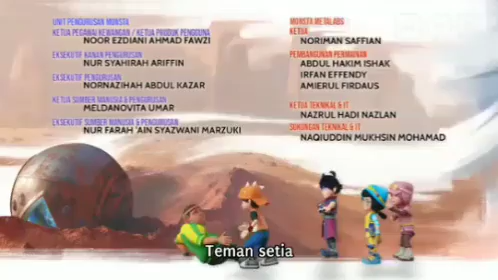 UNIT PENGURUSAN MONSTA
KETUA PEGAWAI KEWANGAN / KETUA PRODUK PENGGUNA
NOOR EZDIANI AHMAD FAWZI
EKSEKUTIF KANAN PENGURUSAN
NUR SYAHIRAH ARIFFIN
EKSEKUTIF PENGURUSAN
NORNAZIHAH ABDUL KAZAR
KETUA SUMBER MANUSIA & PENGURUSAN
MELDANOVITA UMAR
EKSEKUTIF SUMBER MANUSIA & PENGURUSAN
NUR FARAH 'AIN SYAZWANI MARZUKI
MONSTA METALABS
KETUA
NORIMAN SAFFIAN
PEMBANGUNAN PERMAINAN
ABDUL HAKIM ISHAK
IRFAN EFFENDY
AMIERUL FIRDAUS
KETUA TEKNIKAL & IT
NAZRUL HADI NAZLAN
SOKONGAN TEKNIKAL & IT
NAQIUDDIN MUKHSIN MOHAMAD
Teman setia